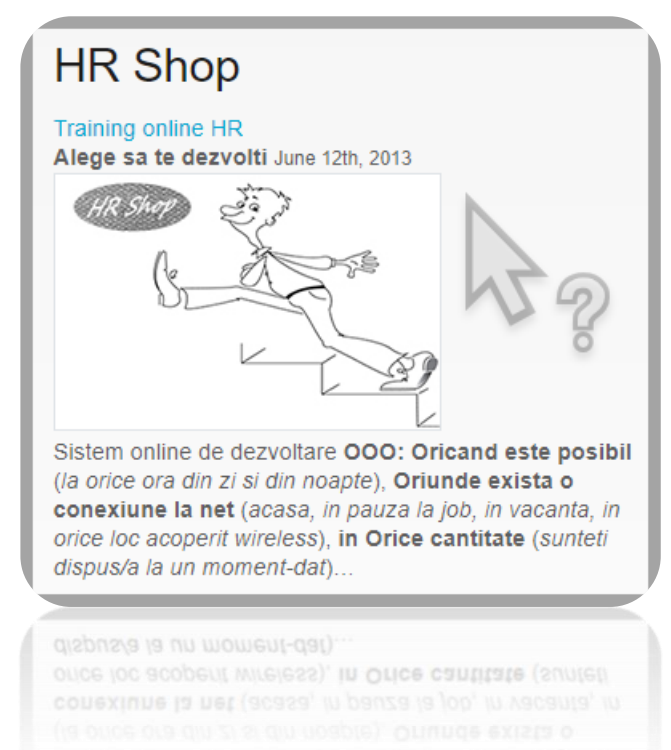 HR Shop
Training online HR
Alege sa te dezvolti June 12th, 2013
HR Shop
?
Sistem online de dezvoltare OOO: Oricand este posibil
(la orice ora din zi si din noapte), Oriunde exista o
conexiune la net (acasa, in pauza la job, in vacanta, in
orice loc acoperit wireless), in Orice cantitate (sunteti
dispus/a la un moment-dat)...